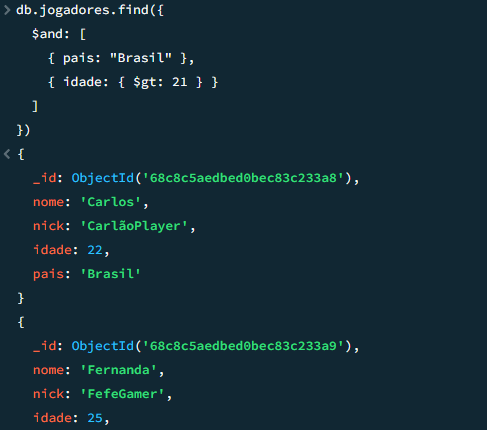 > db.jogadores.find({
$and: [
{ pais: "Brasil" },
{ idade: { $gt: 21 } }
]
})
< {
_id: ObjectId('68c8c5aedbed0bec83c233a8'),
nome: 'Carlos',
nick: 'CarlãoPlayer',
idade: 22,
pais: 'Brasil'
}
{
_id: ObjectId('68c8c5aedbed0bec83c233a9'),
nome: 'Fernanda',
nick: 'FefeGamer',
idade: 25,